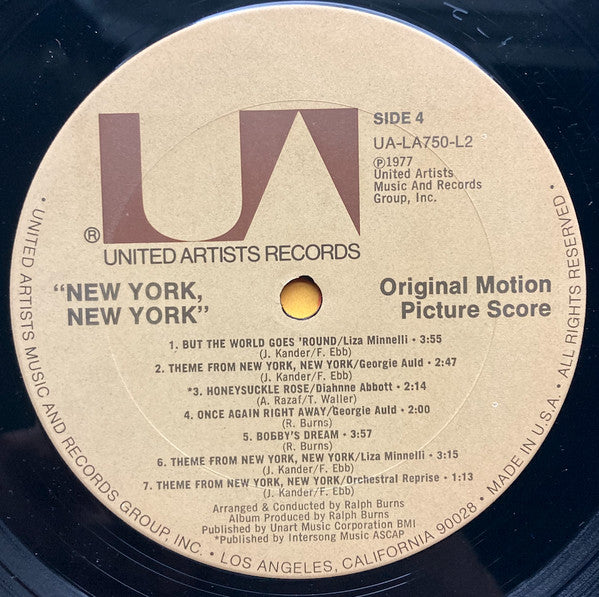 UA
SIDE 4
UA-LA750-L2
℗1977
United Artists
Music And Records
Group, Inc.
®
UNITED ARTISTS RECORDS
"NEW YORK,
NEW YORK"
Original Motion
Picture Score
1. BUT THE WORLD GOES 'ROUND/Liza Minnelli • 3:55
(J. Kander/F. Ebb)
2. THEME FROM NEW YORK, NEW YORK/Georgie Auld • 2:47
(J. Kander/F. Ebb)
*3. HONEYSUCKLE ROSE/Diahnne Abbott • 2:14
(A. Razaf/T. Waller)
4. ONCE AGAIN RIGHT AWAY/Georgie Auld • 2:00
(R. Burns)
5. BOBBY'S DREAM • 3:57
(R. Burns)
6. THEME FROM NEW YORK, NEW YORK/Liza Minnelli • 3:15
(J. Kander/F. Ebb)
7. THEME FROM NEW YORK, NEW YORK/Orchestral Reprise • 1:13
(J. Kander/F. Ebb)
Arranged & Conducted by Ralph Burns
Album Produced by Ralph Burns
Published by Unart Music Corporation BMI
*Published by Intersong Music ASCAP
• UNITED ARTISTS MUSIC AND RECORDS GROUP, INC. • LOS ANGELES, CALIFORNIA 90028 • MADE IN U.S.A. • ALL RIGHTS RESERVED •